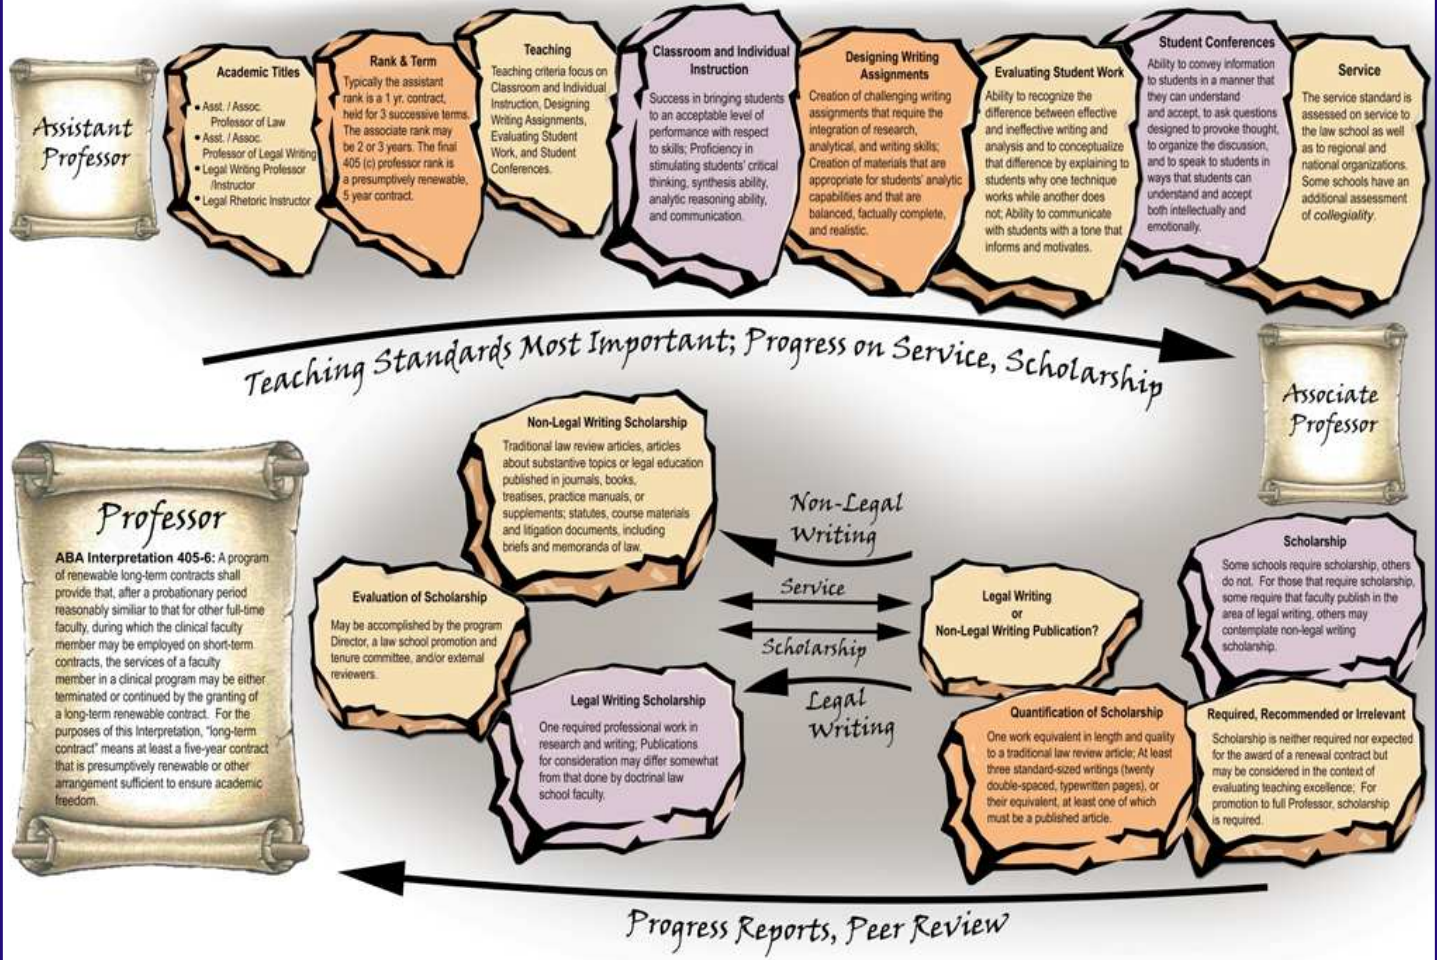 Assistant
Professor
Academic Titles
• Asst. / Assoc.
Professor of Law
• Asst. / Assoc.
Professor of Legal Writing
• Legal Writing Professor
/Instructor
• Legal Rhetoric Instructor
Rank & Term
Typically the assistant
rank is a 1 yr. contract,
held for 3 successive terms.
The associate rank may
be 2 or 3 years. The final
405 (c) professor rank is
a presumptively renewable,
5 year contract.
Teaching
Teaching criteria focus on
Classroom and Individual
Instruction, Designing
Writing Assignments,
Evaluating Student
Work, and Student
Conferences.
Classroom and Individual
Instruction
Success in bringing students
to an acceptable level of
performance with respect
to skills; Proficiency in
stimulating students' critical
thinking, synthesis ability,
analytic reasoning ability,
and communication.
Designing Writing
Assignments
Creation of challenging writing
assignments that require the
integration of research,
analytical, and writing skills;
Creation of materials that are
appropriate for students' analytic
capabilities and that are
balanced, factually complete,
and realistic.
Evaluating Student Work
Ability to recognize the
difference between effective
and ineffective writing and
analysis and to conceptualize
that difference by explaining to
students why one technique
works while another does
not; Ability to communicate
with students with a tone that
informs and motivates.
Student Conferences
Ability to convey information
to students in a manner that
they can understand
and accept, to ask questions
designed to provoke thought,
to organize the discussion,
and to speak to students in
ways that students can
understand and accept
both intellectually and
emotionally.
Service
The service standard is
assessed on service to
the law school as well
as to regional and
national organizations.
Some schools have an
additional assessment
of collegiality.
Teaching Standards Most Important; Progress on Service, Scholarship
Associate
Professor
Scholarship
Some schools require scholarship, others
do not. For those that require scholarship,
some require that faculty publish in the
area of legal writing, others may
contemplate non-legal writing
scholarship.
Required, Recommended or Irrelevant
Scholarship is neither required nor expected
for the award of a renewal contract but
may be considered in the context of
evaluating teaching excellence; For
promotion to full Professor, scholarship
is required.
Quantification of Scholarship
One work equivalent in length and quality
to a traditional law review article; At least
three standard-sized writings (twenty
double-spaced, typewritten pages), or
their equivalent, at least one of which
must be a published article.
Legal Writing
or
Non-Legal Writing Publication?
Non-Legal
Writing
Service
Scholarship
Legal
Writing
Non-Legal Writing Scholarship
Traditional law review articles, articles
about substantive topics or legal education
published in journals, books,
treatises, practice manuals, or
supplements; statutes, course materials
and litigation documents, including
briefs and memoranda of law.
Legal Writing Scholarship
One required professional work in
research and writing; Publications
for consideration may differ somewhat
from that done by doctrinal law
school faculty.
Evaluation of Scholarship
May be accomplished by the program
Director, a law school promotion and
tenure committee, and/or external
reviewers.
Professor
ABA Interpretation 405-6: A program
of renewable long-term contracts shall
provide that, after a probationary period
reasonably similiar to that for other full-time
faculty, during which the clinical faculty
member may be employed on short-term
contracts, the services of a faculty
member in a clinical program may be either
terminated or continued by the granting of
a long-term renewable contract. For the
purposes of this Interpretation, "long-term
contract" means at least a five-year contract
that is presumptively renewable or other
arrangement sufficient to ensure academic
freedom.
Progress Reports, Peer Review